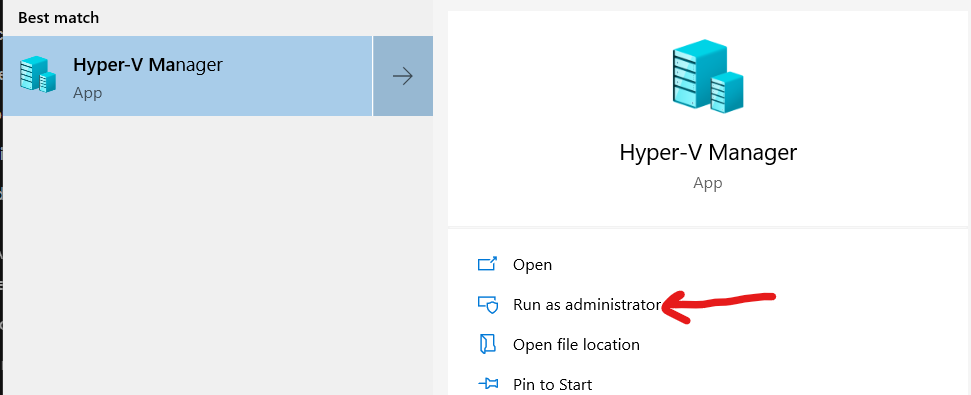 Best match
Hyper-V Manager
App
Hyper-V Manager
App
Open
Run as administrator
Open file location
Pin to Start